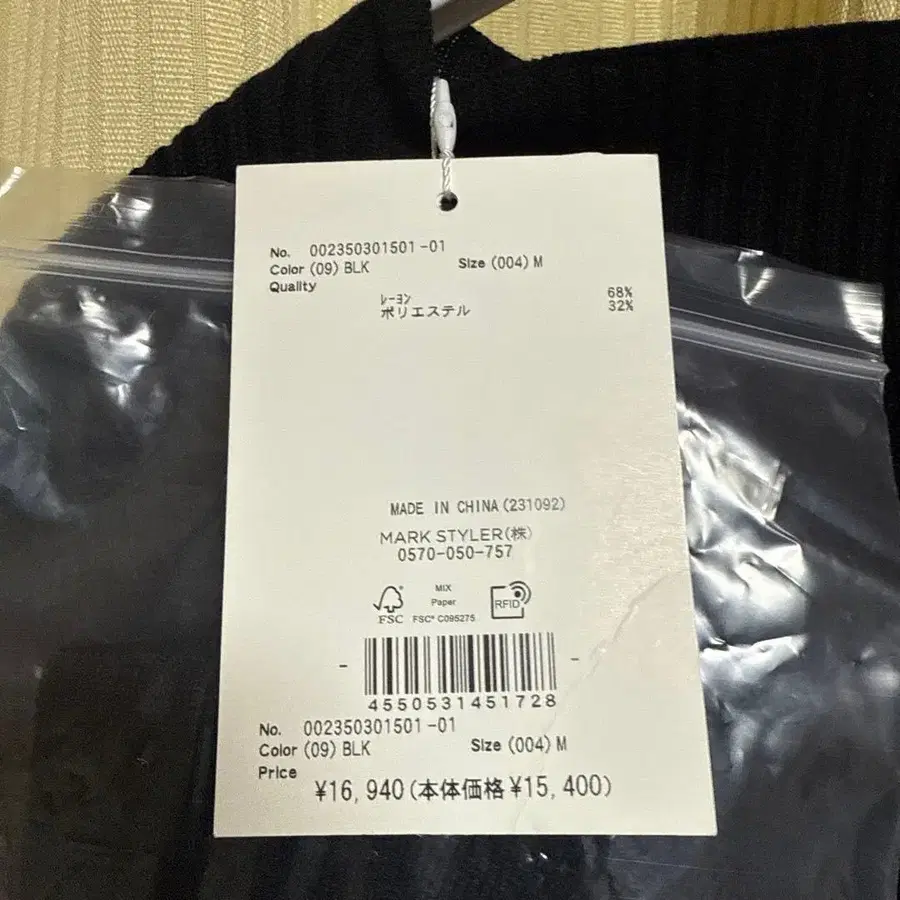 No. 002350301501-01
Color (09) BLK Size (004) M
Quality
ﾚｰﾖﾝ 68%
ポリエステル 32%
MADE IN CHINA(231092)
MARK STYLER(株)
0570-050-757
FSC MIX Paper FSC® C095275 RFID
4550531451728
No. 002350301501-01
Color (09) BLK Size (004) M
Price
¥16,940(本体価格¥15,400)